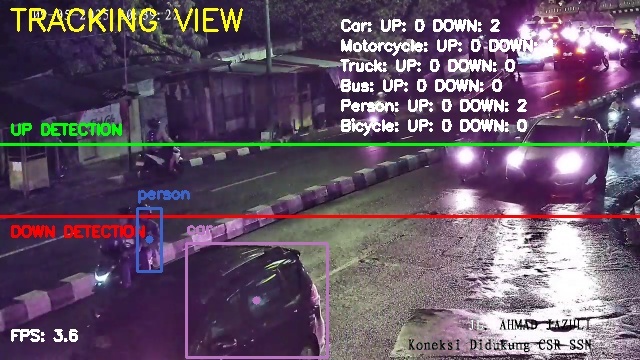 TRACKING VIEW
Car: UP: 0 DOWN: 2
Motorcycle: UP: 0 DOWN:
Truck: UP: 0 DOWN: 0
Bus: UP: 0 DOWN: 0
Person: UP: 0 DOWN: 2
Bicycle: UP: 0 DOWN: 0
UP DETECTION
person
DOWN DETECTION
car
FPS: 3.6
AHMAD JAZULI
Koneksi Didukung CSR SSN